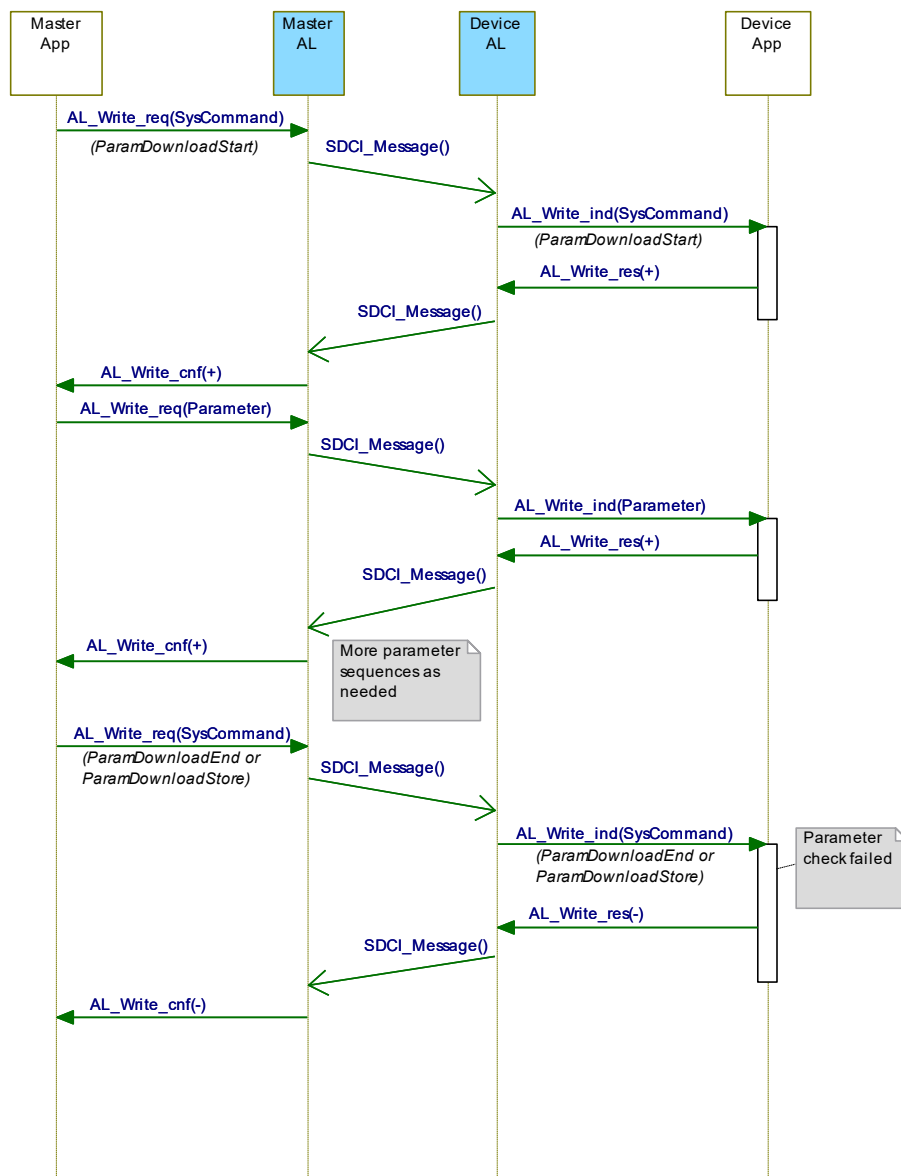 Master
App
Master
AL
Device
AL
Device
App
AL_Write_req(SysCommand)
(ParamDownloadStart)
SDCI_Message()
AL_Write_ind(SysCommand)
(ParamDownloadStart)
AL_Write_res(+)
SDCI_Message()
AL_Write_cnf(+)
AL_Write_req(Parameter)
SDCI_Message()
AL_Write_ind(Parameter)
AL_Write_res(+)
SDCI_Message()
AL_Write_cnf(+)
More parameter
sequences as
needed
AL_Write_req(SysCommand)
(ParamDownloadEnd or
ParamDownloadStore)
SDCI_Message()
AL_Write_ind(SysCommand)
(ParamDownloadEnd or
ParamDownloadStore)
Parameter
check failed
AL_Write_res(-)
SDCI_Message()
AL_Write_cnf(-)